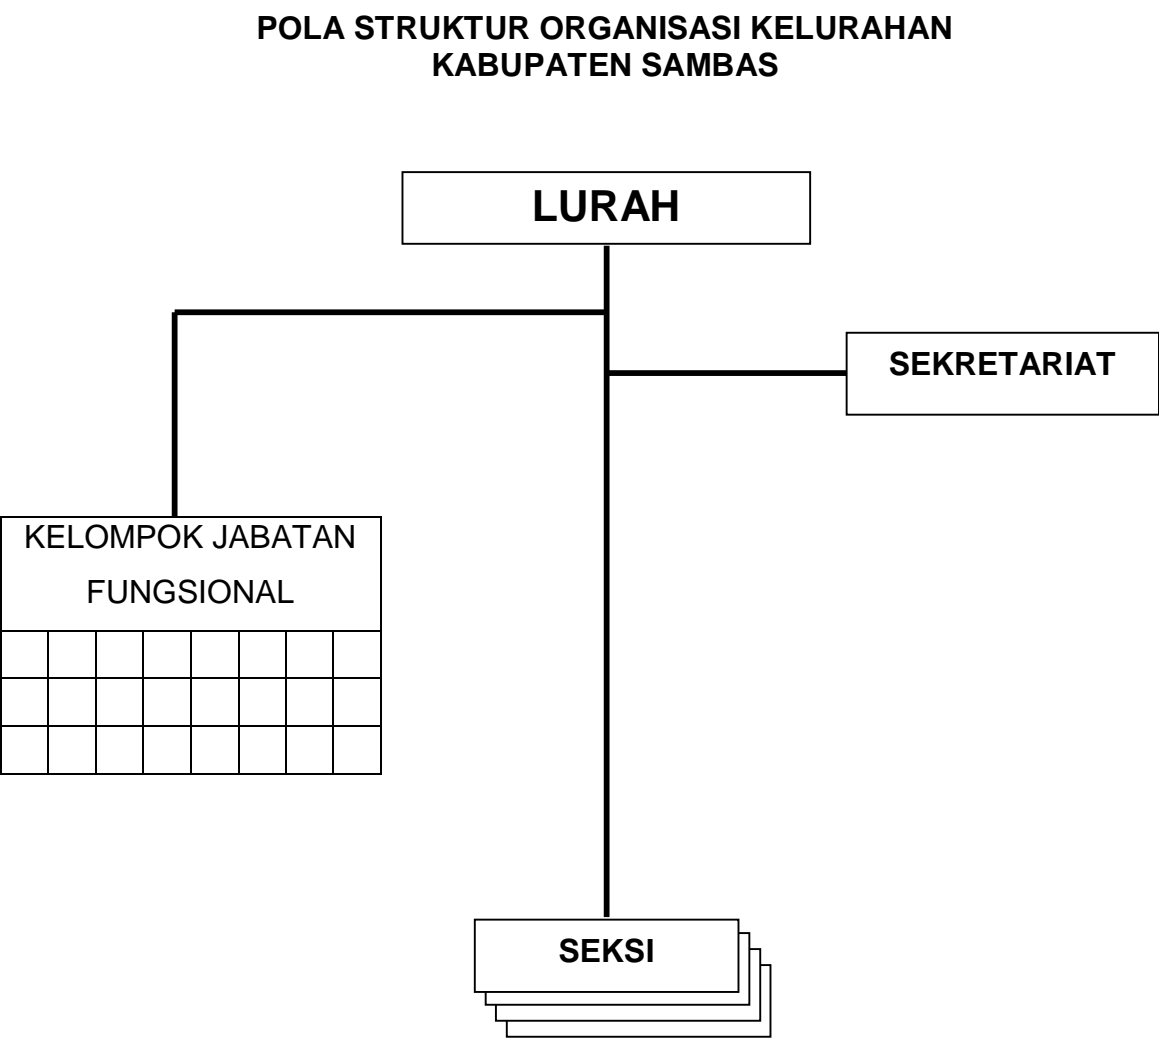 POLA STRUKTUR ORGANISASI KELURAHAN
KABUPATEN SAMBAS
LURAH
SEKRETARIAT
KELOMPOK JABATAN
FUNGSIONAL
SEKSI